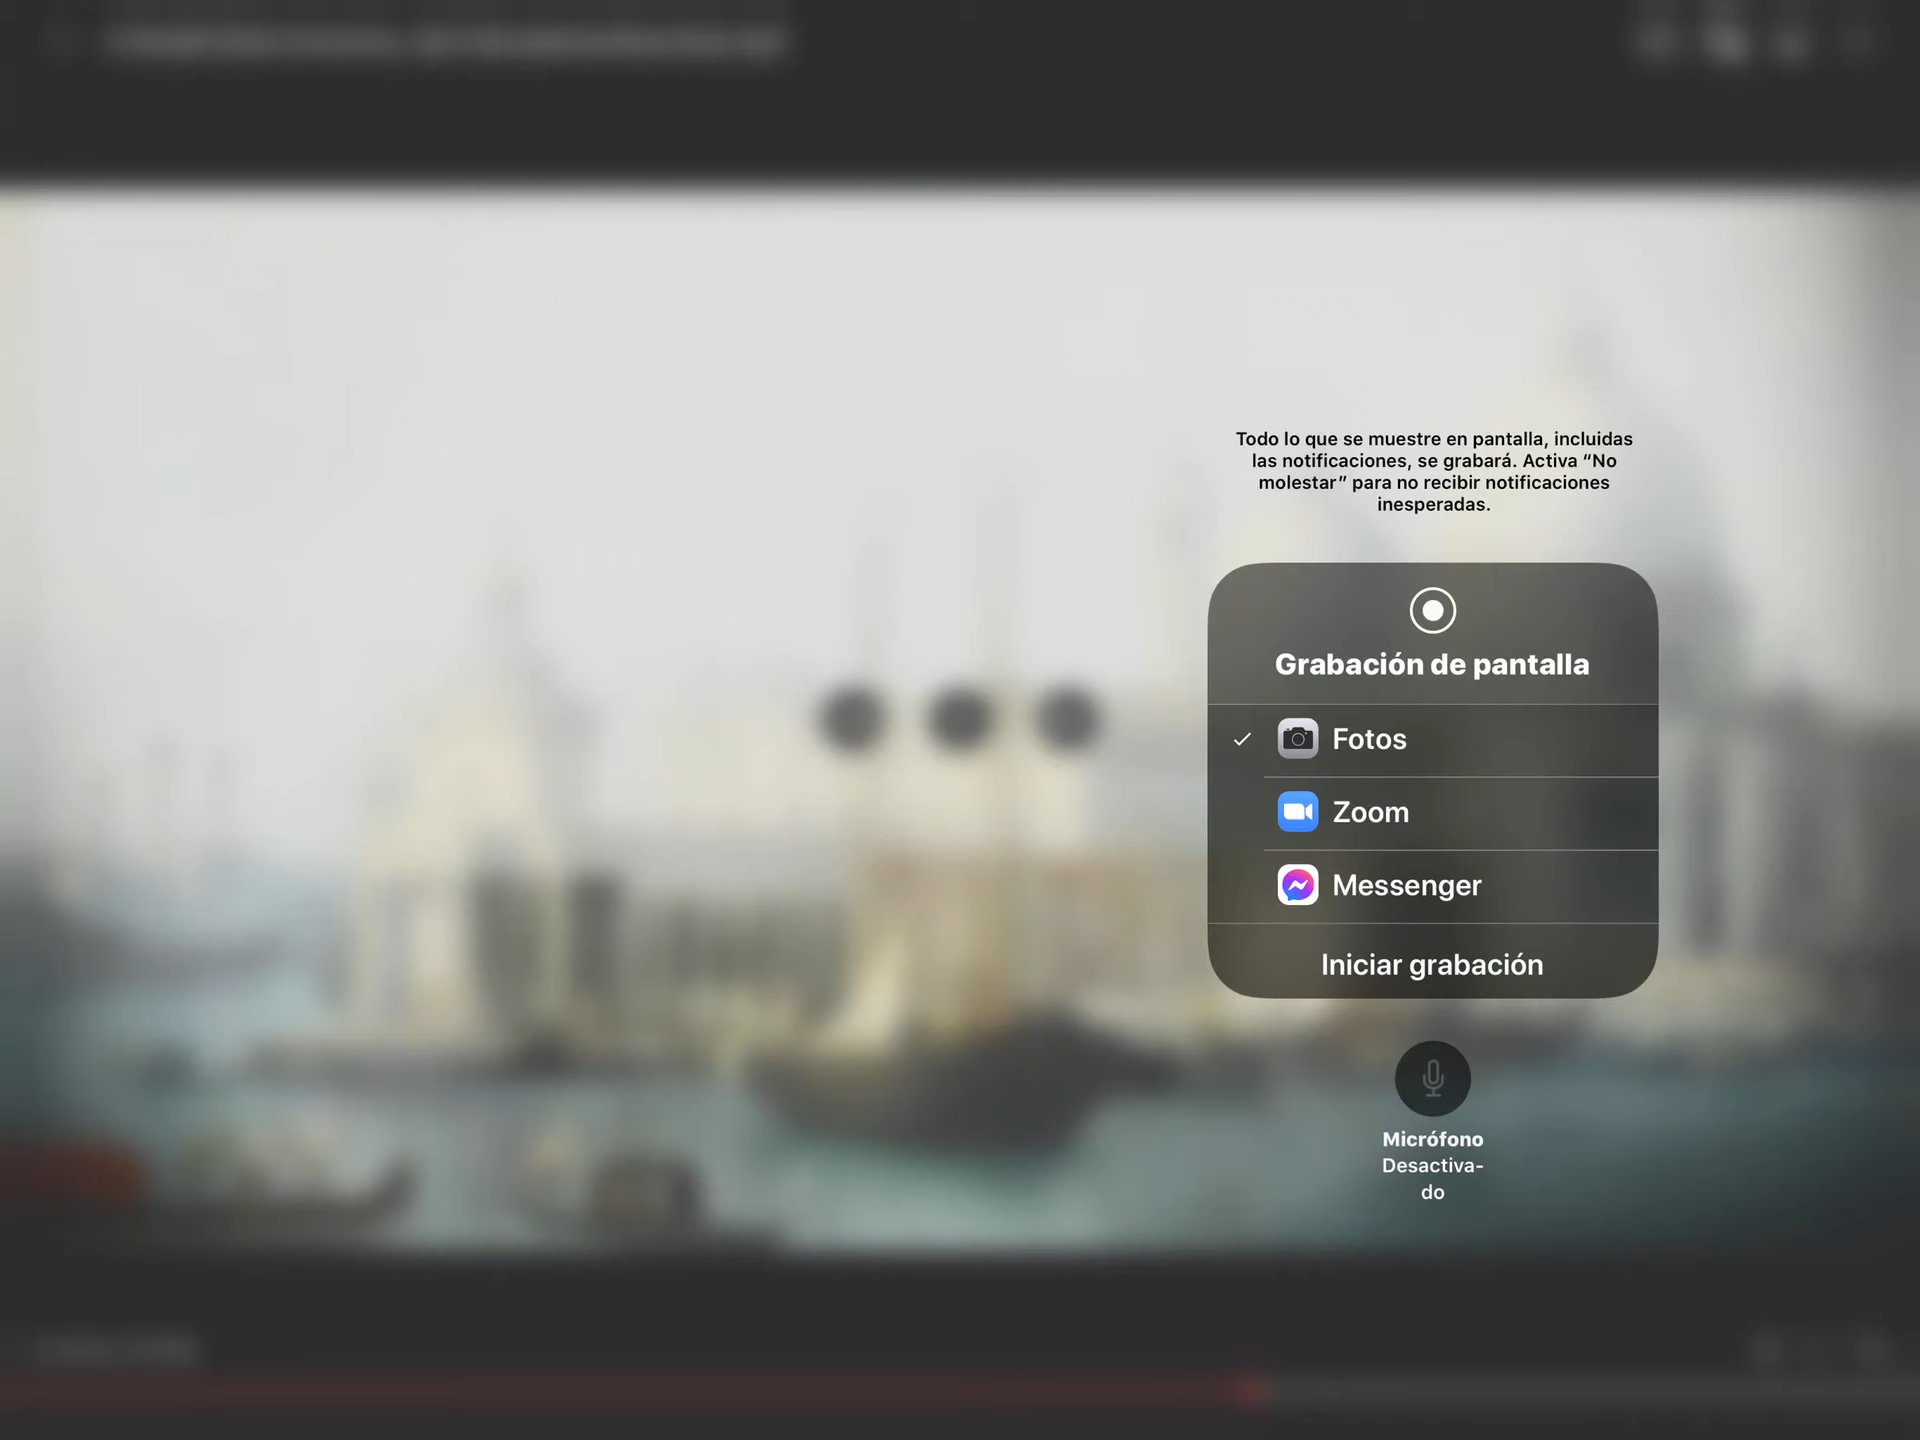 Todo lo que se muestre en pantalla, incluidas
las notificaciones, se grabará. Activa “No
molestar” para no recibir notificaciones
inesperadas.
Grabación de pantalla
Fotos
Zoom
Messenger
Iniciar grabación
Micrófono
Desactiva-
do